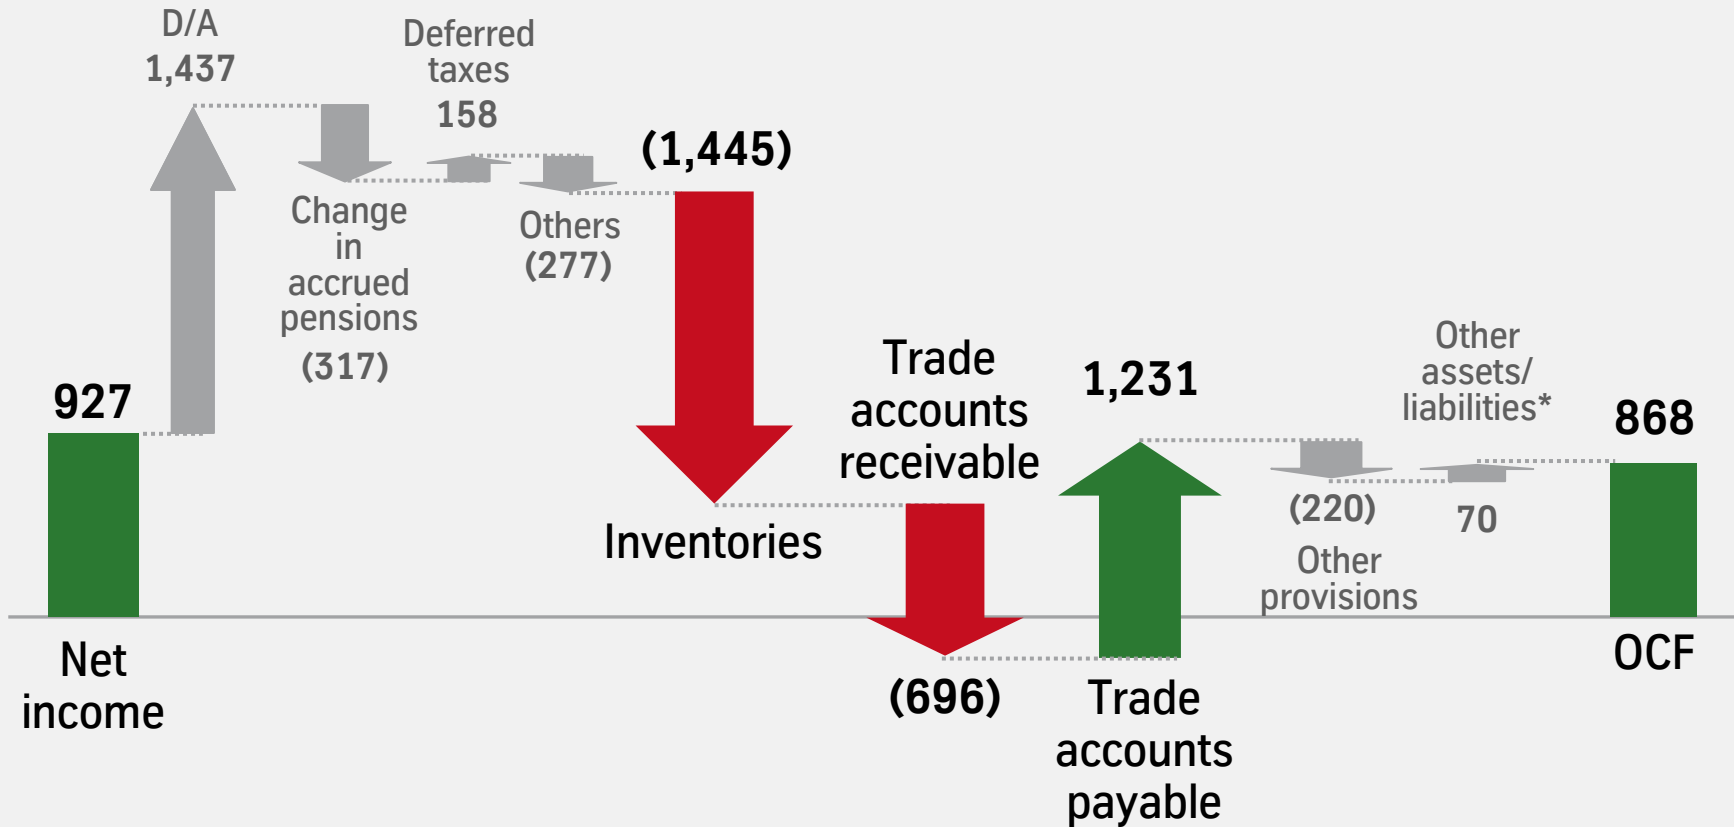 D/A
1,437
Deferred
taxes
158
(1,445)
Change
in
accrued
pensions
(317)
Others
(277)
927
Trade
accounts
receivable
1,231
Other
assets/
liabilities*
868
Inventories
(220)
Other
provisions
70
Net
income
(696)
Trade
accounts
payable
OCF